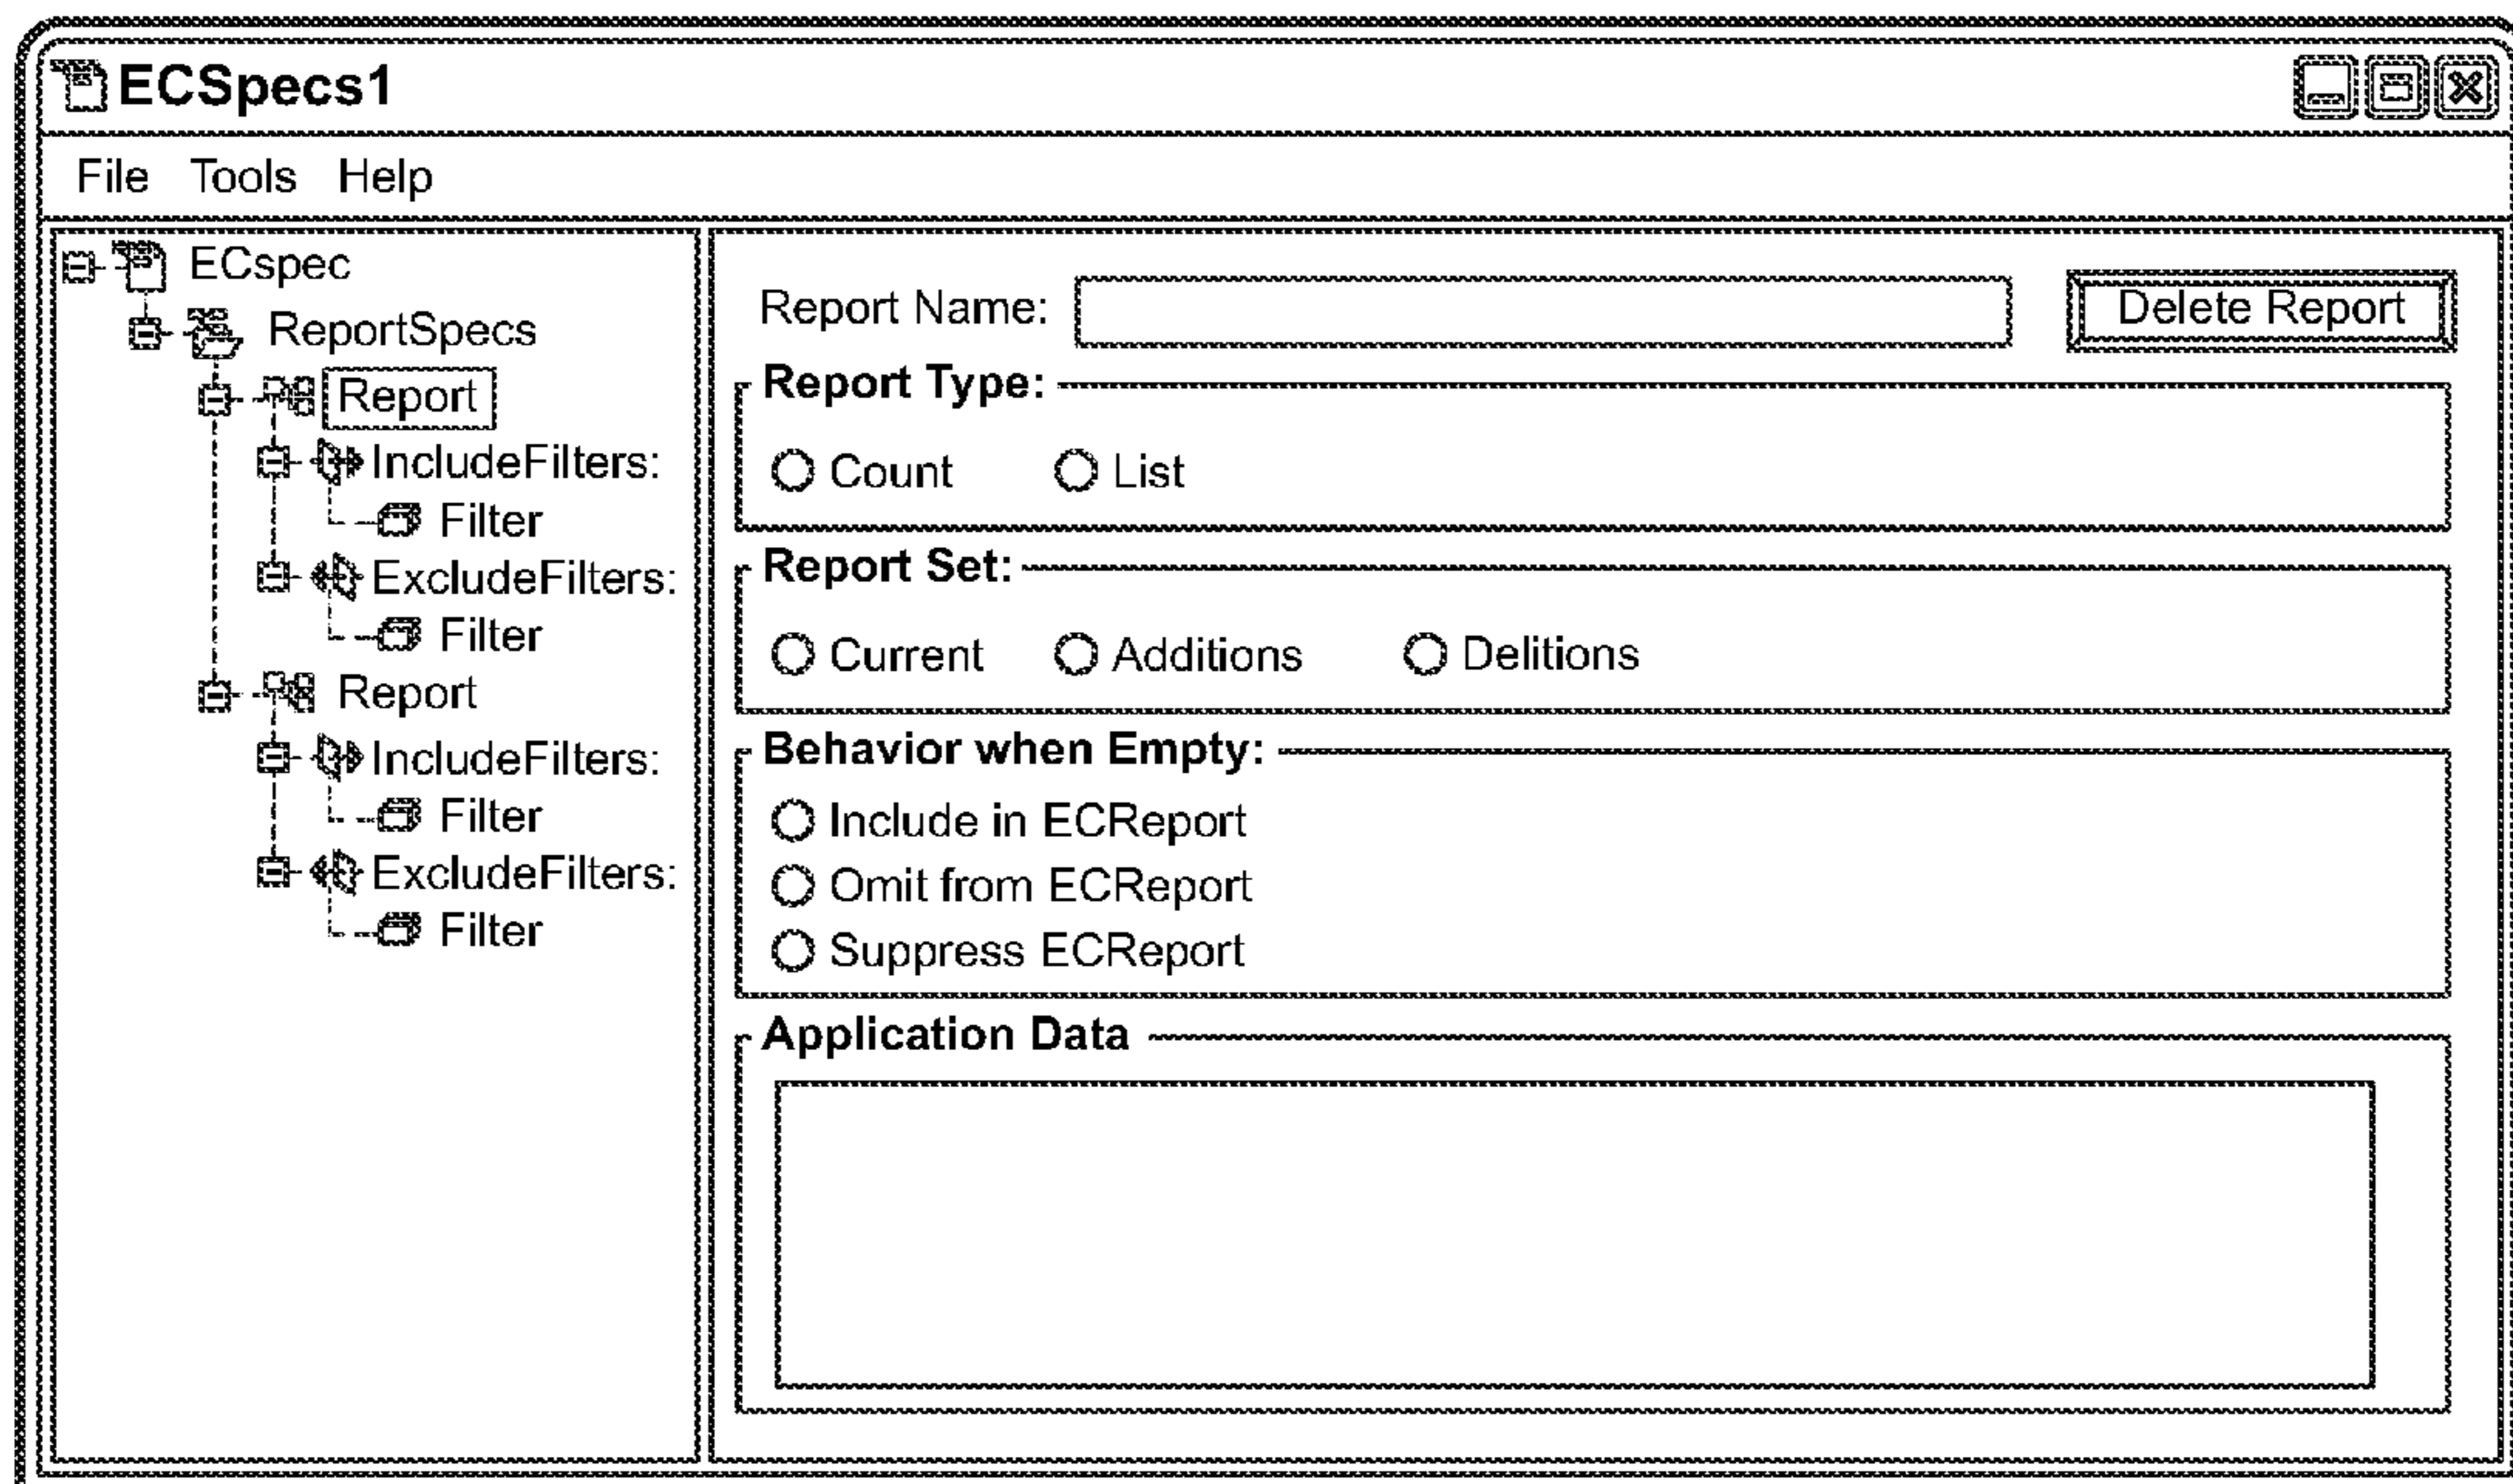 ECSpecs1
File Tools Help
ECspec
ReportSpecs
Report
IncludeFilters:
Filter
ExcludeFilters:
Filter
Report
IncludeFilters:
Filter
ExcludeFilters:
Filter
Report Name: Delete Report
Report Type:
Count List
Report Set:
Current Additions Delitions
Behavior when Empty:
Include in ECReport
Omit from ECReport
Suppress ECReport
Application Data